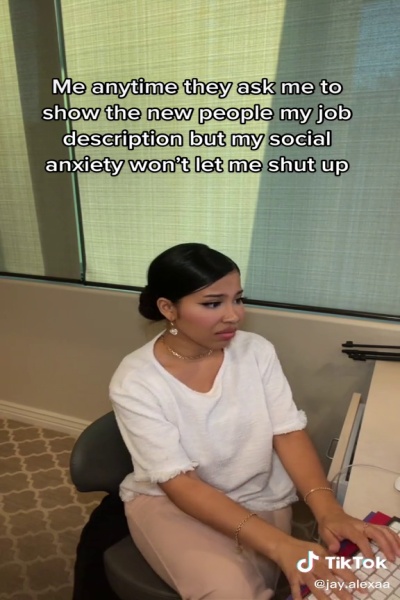 Me anytime they ask me to
show the new people my job
description but my social
anxiety won't let me shut up
TikTok
@jay.alexaa